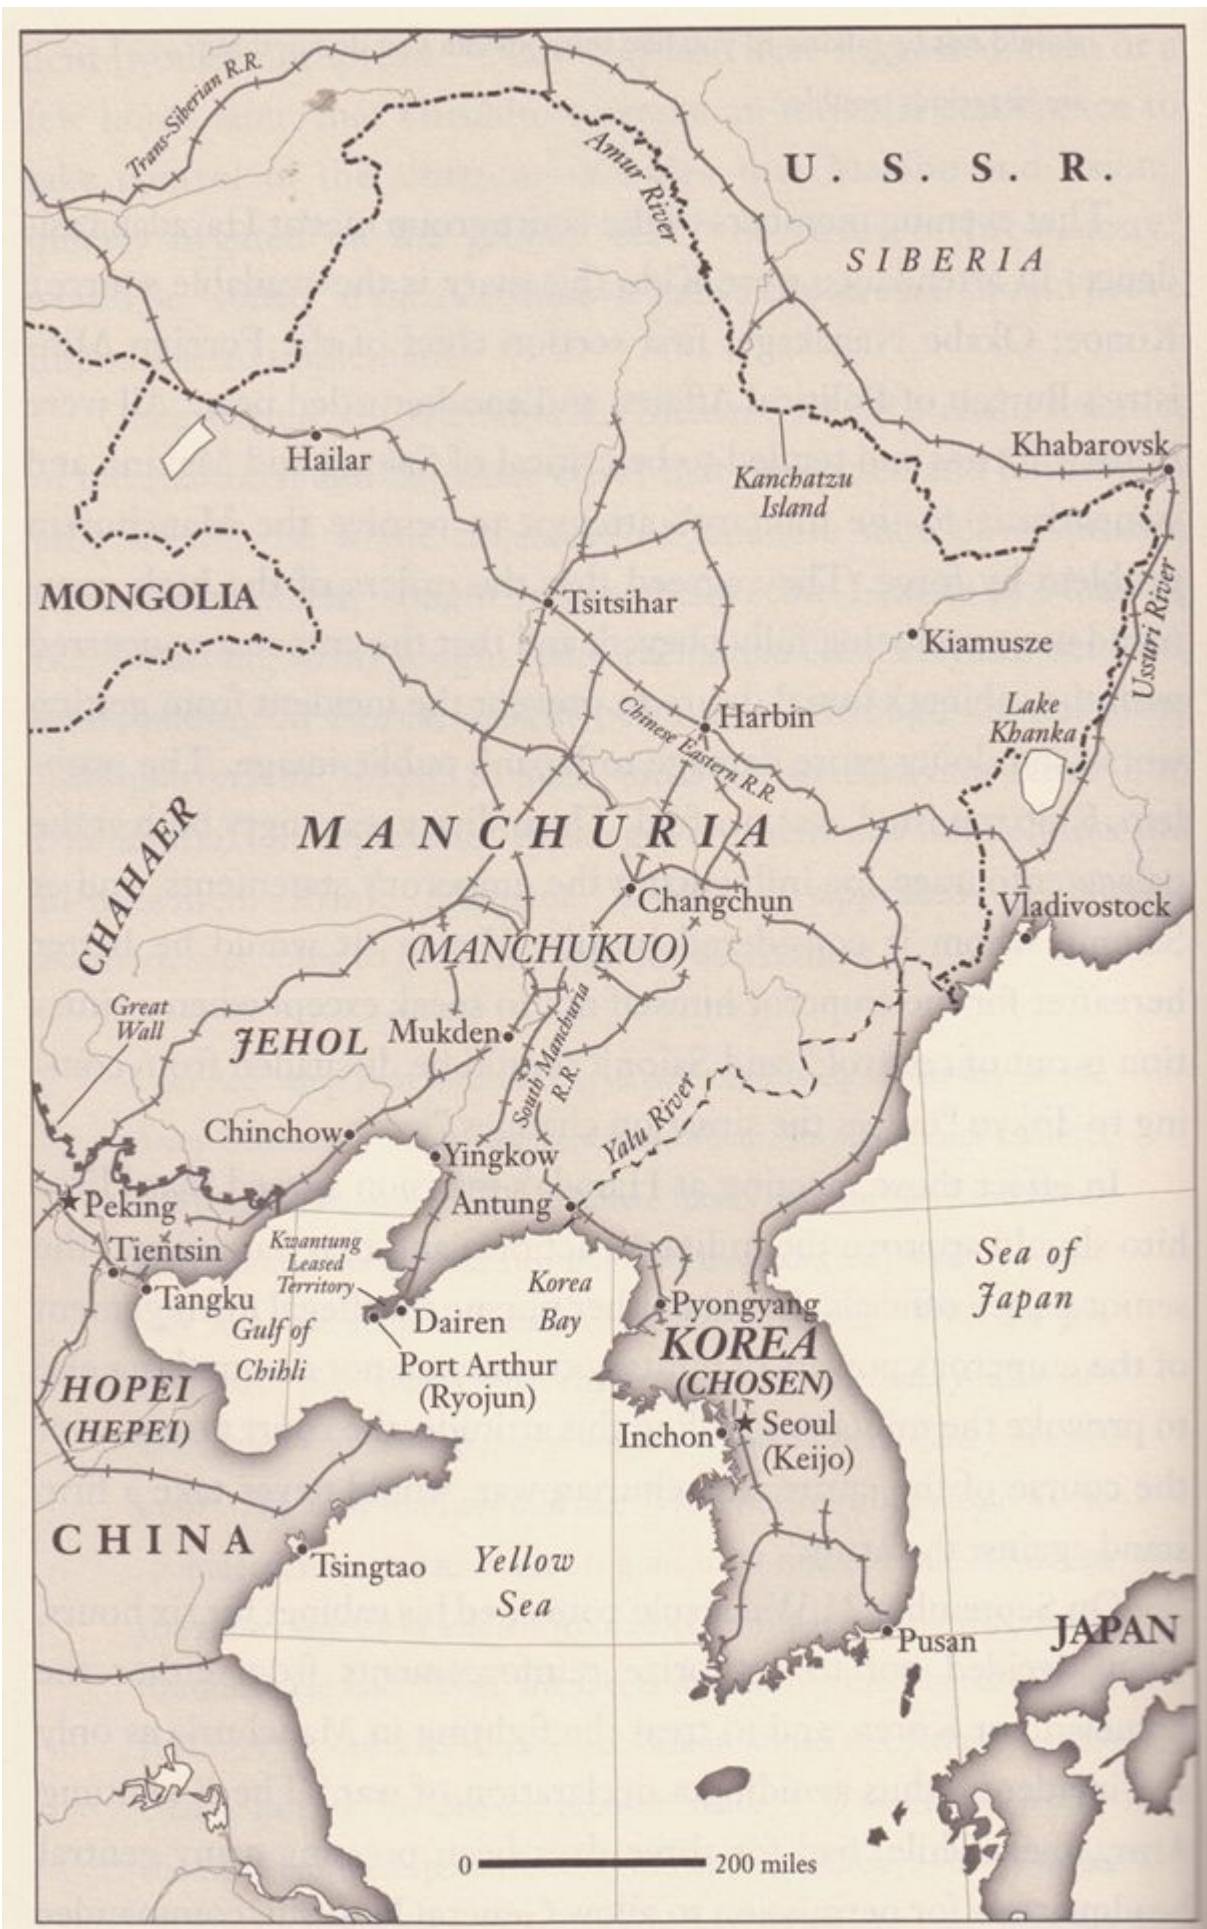 Trans-Siberian R.R.
Amur River
U. S. S. R.
SIBERIA
Khabarovsk
Hailar
Kanchatzu
Island
MONGOLIA
Tsitsihar
Kiamusze
Ussuri River
Lake
Khanka
Harbin
Chinese Eastern R.R.
MANCHURIA
CHAHAER
Changchun
Vladivostock
(MANCHUKUO)
Great
Wall
JEHOL
Mukden
South Manchuria
R.R.
Yalu River
Chinchow
Yingkow
Peking
Antung
Tientsin
Kwantung
Leased
Territory
Korea
Bay
Sea of
Japan
Tangku
Gulf of
Chihli
Dairen
Pyongyang
Port Arthur
(Ryojun)
KOREA
(CHOSEN)
HOPEI
(HEPEI)
Inchon
Seoul
(Keijo)
CHINA
Tsingtao
Yellow
Sea
Pusan
JAPAN
0 200 miles